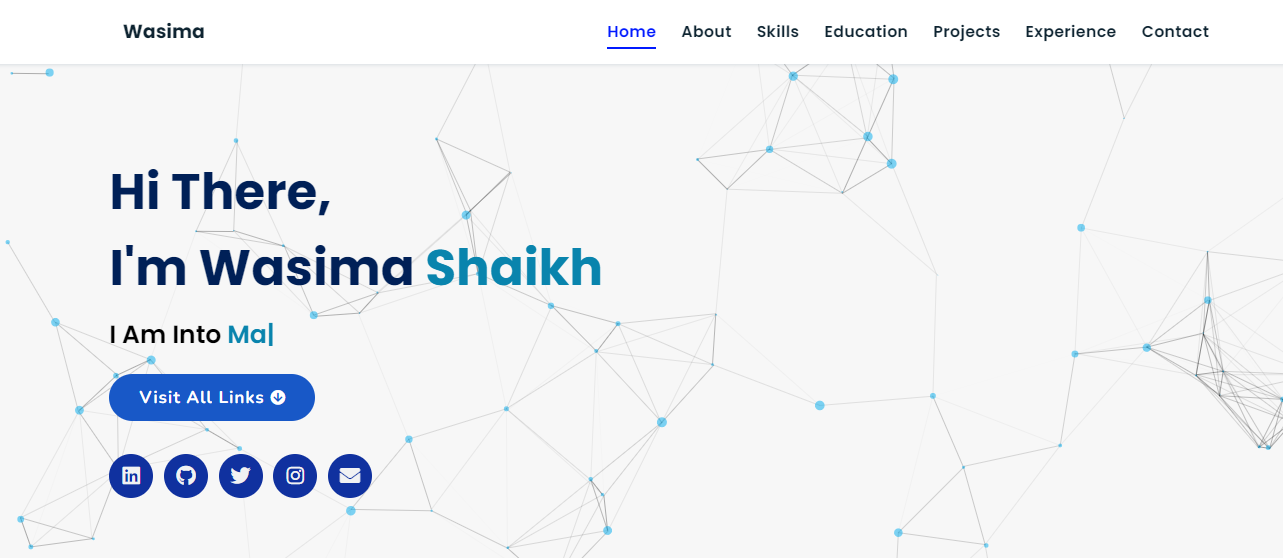 Wasima
Home About Skills Education Projects Experience Contact
Hi There,
I'm Wasima Shaikh
I Am Into Ma|
Visit All Links